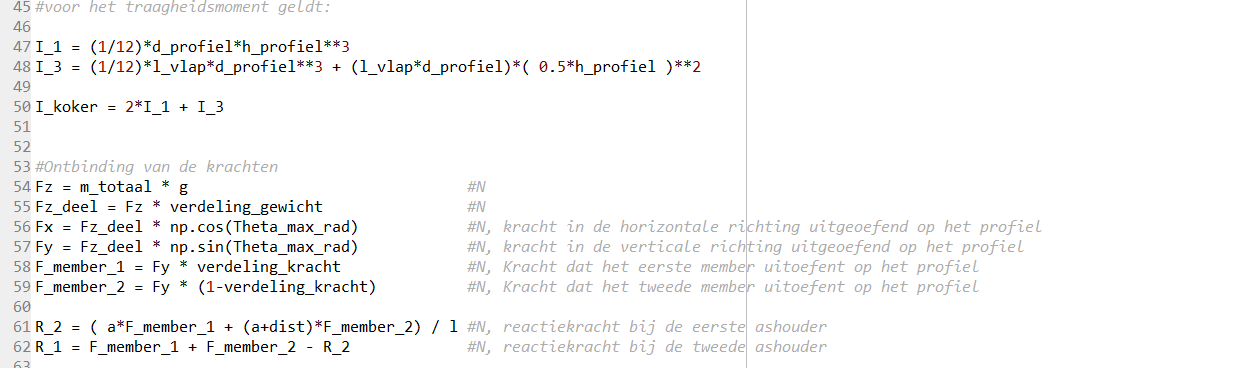 45 #voor het traagheidsmoment geldt:
46
47 I_1 = (1/12)*d_profiel*h_profiel**3
48 I_3 = (1/12)*l_vlap*d_profiel**3 + (l_vlap*d_profiel)*( 0.5*h_profiel )**2
49
50 I_koker = 2*I_1 + I_3
51
52
53 #Ontbinding van de krachten
54 Fz = m_totaal * g #N
55 Fz_deel = Fz * verdeling_gewicht #N
56 Fx = Fz_deel * np.cos(Theta_max_rad) #N, kracht in de horizontale richting uitgeoefend op het profiel
57 Fy = Fz_deel * np.sin(Theta_max_rad) #N, kracht in de verticale richting uitgeoefend op het profiel
58 F_member_1 = Fy * verdeling_kracht #N, Kracht dat het eerste member uitoefent op het profiel
59 F_member_2 = Fy * (1-verdeling_kracht) #N, Kracht dat het tweede member uitoefent op het profiel
60
61 R_2 = ( a*F_member_1 + (a+dist)*F_member_2) / l #N, reactiekracht bij de eerste ashouder
62 R_1 = F_member_1 + F_member_2 - R_2 #N, reactiekracht bij de tweede ashouder
63